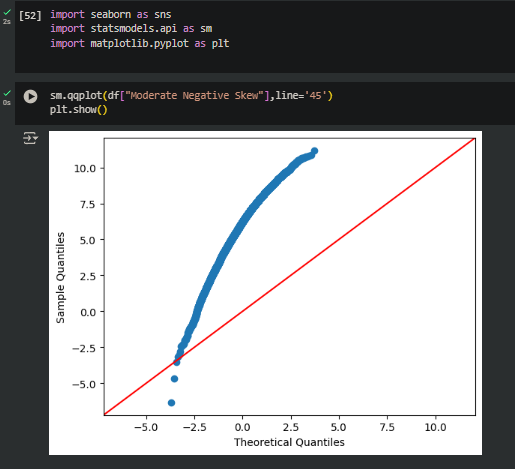 2s
[52]
import seaborn as sns
import statsmodels.api as sm
import matplotlib.pyplot as plt
0s
sm.qqplot(df["Moderate Negative Skew"],line='45')
plt.show()
10.0
7.5
5.0
2.5
0.0
−2.5
−5.0
Sample Quantiles
−5.0 −2.5 0.0 2.5 5.0 7.5 10.0
Theoretical Quantiles